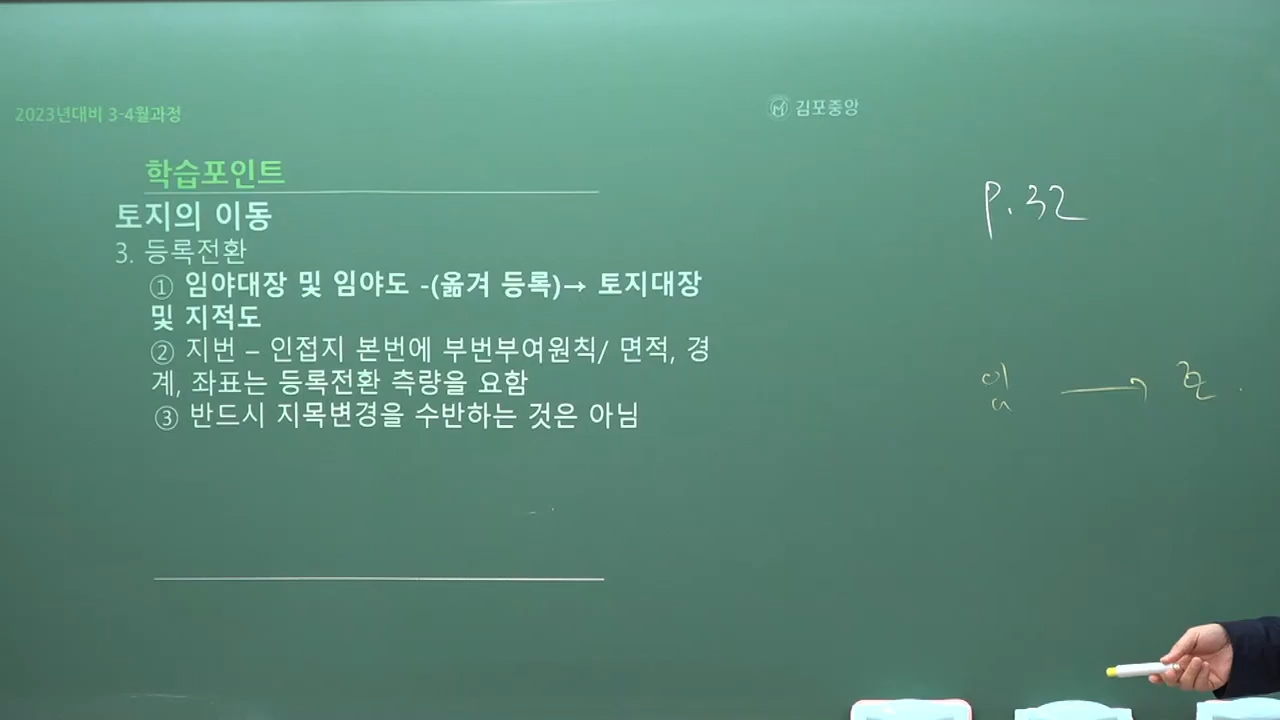 2023년대비 3-4월과정
김포중앙
학습포인트
토지의 이동
3. 등록전환
① 임야대장 및 임야도 -(옮겨 등록)→ 토지대장
및 지적도
② 지번 – 인접지 본번에 부번부여원칙/ 면적, 경
계, 좌표는 등록전환 측량을 요함
③ 반드시 지목변경을 수반하는 것은 아님
P. 32
→